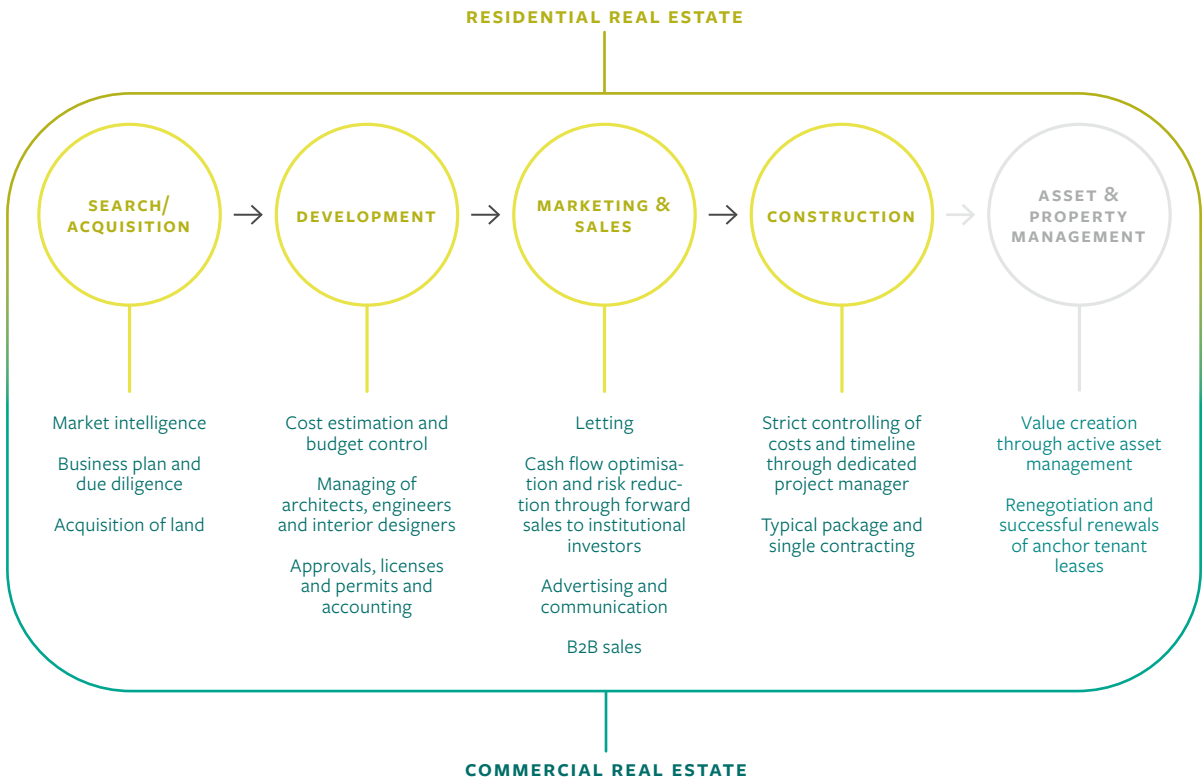 RESIDENTIAL REAL ESTATE
SEARCH/
ACQUISITION
DEVELOPMENT
MARKETING &
SALES
CONSTRUCTION
ASSET &
PROPERTY
MANAGEMENT
Market intelligence
Business plan and
due diligence
Acquisition of land
Cost estimation and
budget control
Managing of
architects, engineers
and interior designers
Approvals, licenses
and permits and
accounting
Letting
Cash flow optimisa-
tion and risk reduc-
tion through forward
sales to institutional
investors
Advertising and
communication
B2B sales
Strict controlling of
costs and timeline
through dedicated
project manager
Typical package and
single contracting
Value creation
through active asset
management
Renegotiation and
successful renewals
of anchor tenant
leases
COMMERCIAL REAL ESTATE